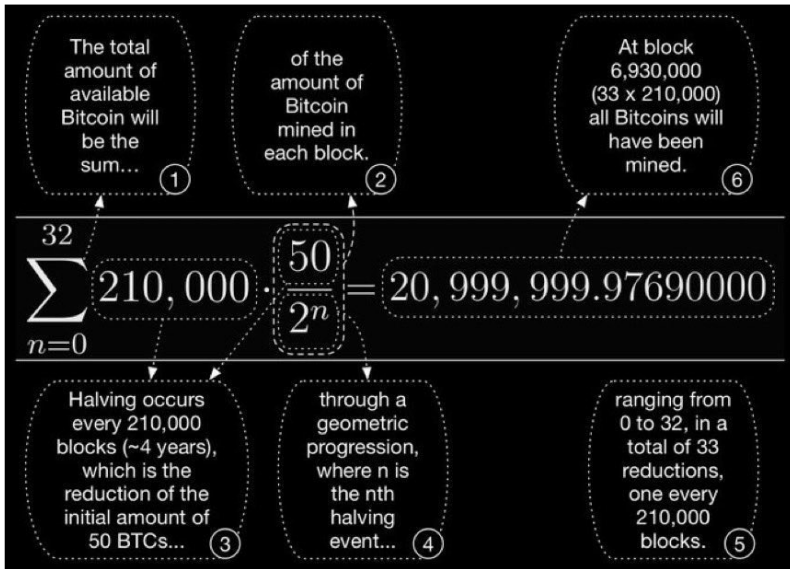 The total
amount of
available
Bitcoin will
be the
sum...
1
of the
amount of
Bitcoin
mined in
each block.
2
At block
6,930,000
(33 x 210,000)
all Bitcoins will
have been
mined.
6
32
∑ 210,000 · 50/2ⁿ = 20,999,999.97690000
n=0
Halving occurs
every 210,000
blocks (~4 years),
which is the
reduction of the
initial amount of
50 BTCs...
3
through a
geometric
progression,
where n is
the nth
halving
event...
4
ranging from
0 to 32, in a
total of 33
reductions,
one every
210,000
blocks.
5